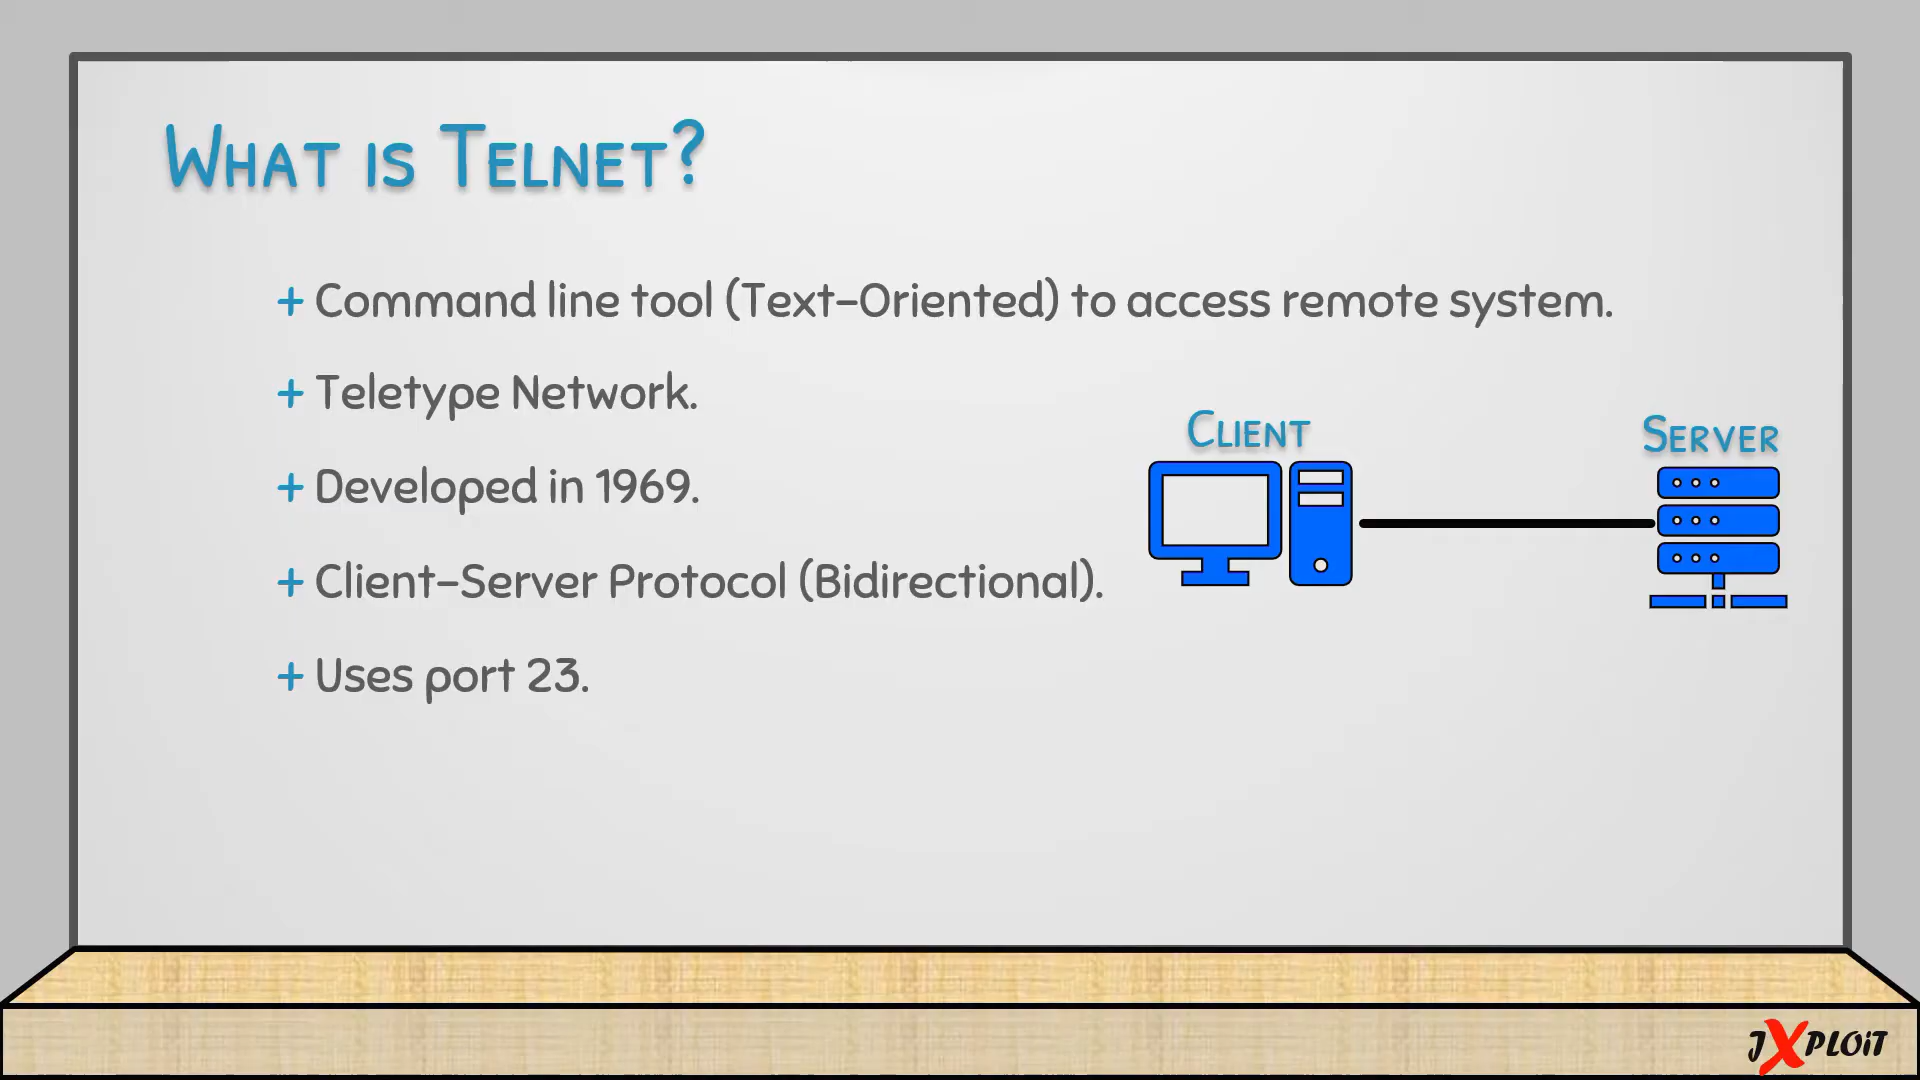 What is Telnet?
+ Command line tool (Text-Oriented) to access remote system.
+ Teletype Network.
+ Developed in 1969.
+ Client-Server Protocol (Bidirectional).
+ Uses port 23.
Client
Server
JXPLOiT